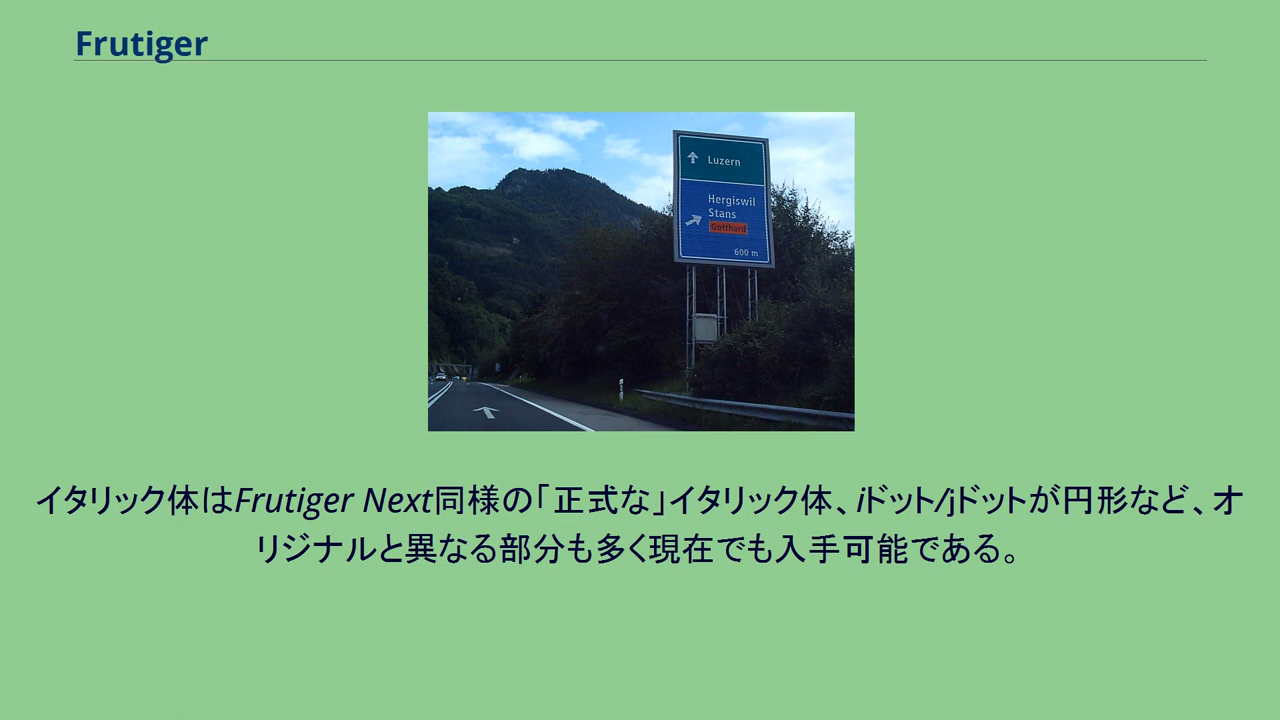 Frutiger
Luzern
Hergiswil
Stans
Gotthard
600 m
イタリック体はFrutiger Next同様の「正式な」イタリック体、iドット/jドットが円形など、オ
リジナルと異なる部分も多く現在でも入手可能である。